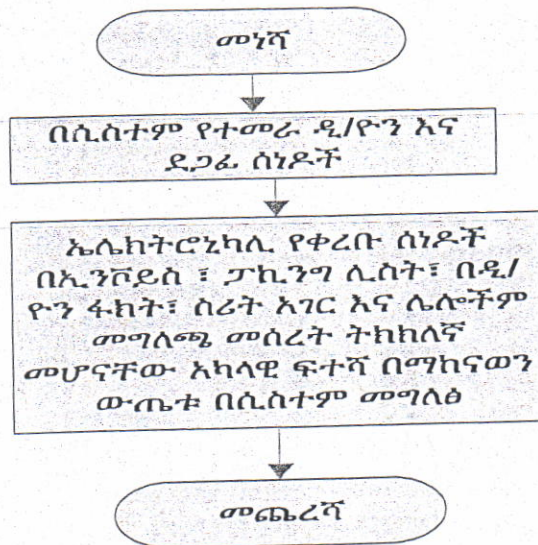 መነሻ
በሲስተም የተመራ ዲ/ዮን እና
ደጋፊ ሰነዶች
ኤሌክትሮኒካሊ የቀረቡ ሰነዶች
በኢንቮይስ ፣ ፓኪንግ ሊስት፣ በዲ/
ዮን ፋክት፣ ስሪት አገር እና ሌሎችም
መግለጫ መሰረት ትክክለኛ
መሆናቸው አካላዊ ፍተሻ በማከናወን
ውጤቱ በሲስተም መግለፅ
መጨረሻ